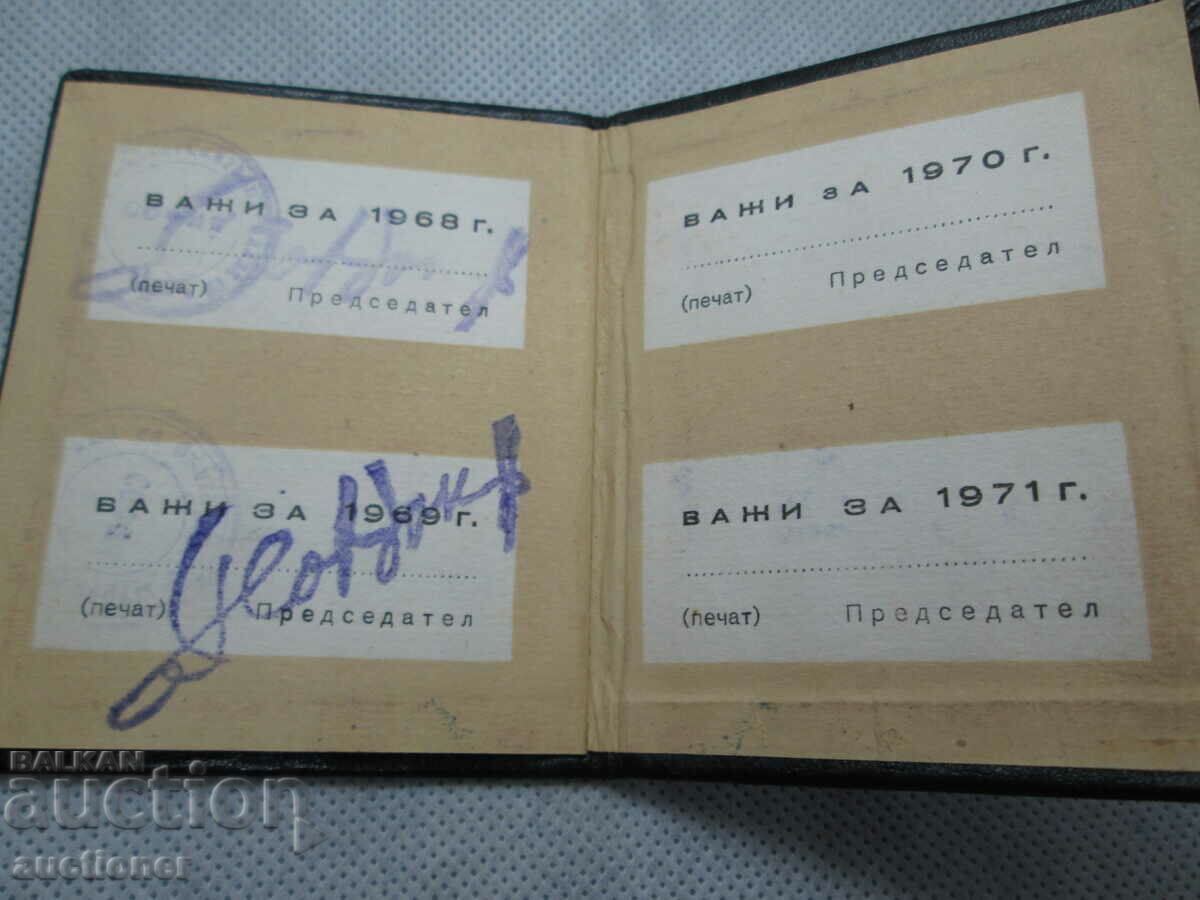 ВАЖИ ЗА 1968 г.
(печат) Председател
ВАЖИ ЗА 1969 г.
(печат) Председател
ВАЖИ ЗА 1970 г.
(печат) Председател
ВАЖИ ЗА 1971 г.
(печат) Председател
BALKAN
auction
auctioner